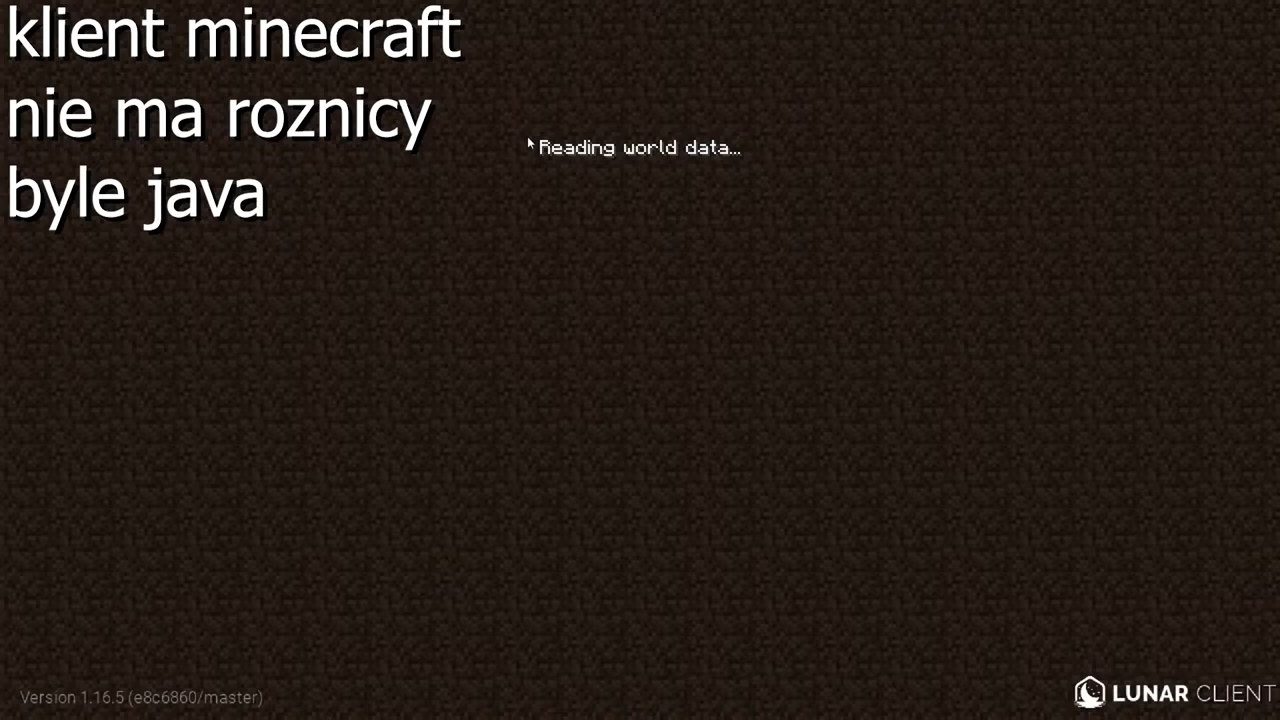 klient minecraft
nie ma roznicy
byle java
Reading world data...
Version 1.16.5 (e8c6860/master)
LUNAR CLIENT